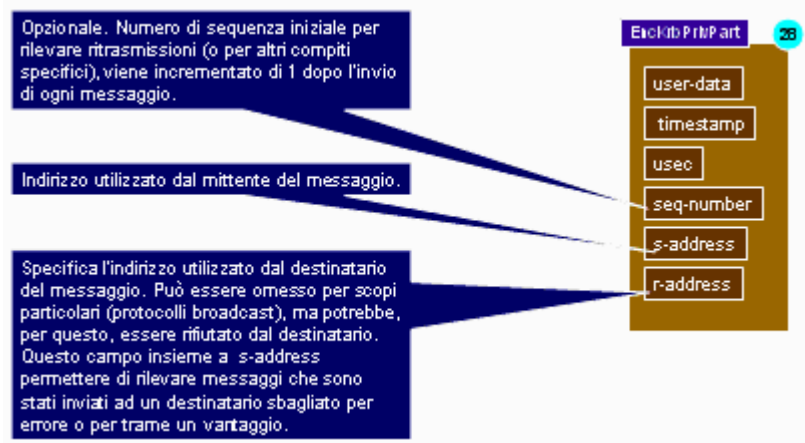 Opzionale. Numero di sequenza iniziale per
rilevare ritrasmissioni (o per altri compiti
specifici), viene incrementato di 1 dopo l'invio
di ogni messaggio.
Indirizzo utilizzato dal mittente del messaggio.
Specifica l'indirizzo utilizzato dal destinatario
del messaggio. Può essere omesso per scopi
particolari (protocolli broadcast), ma potrebbe,
per questo, essere rifiutato dal destinatario.
Questo campo insieme a s-address
permettere di rilevare messaggi che sono
stati inviati ad un destinatario sbagliato per
errore o per trarne un vantaggio.
EncKrbPrivPart
28
user-data
timestamp
usec
seq-number
s-address
r-address